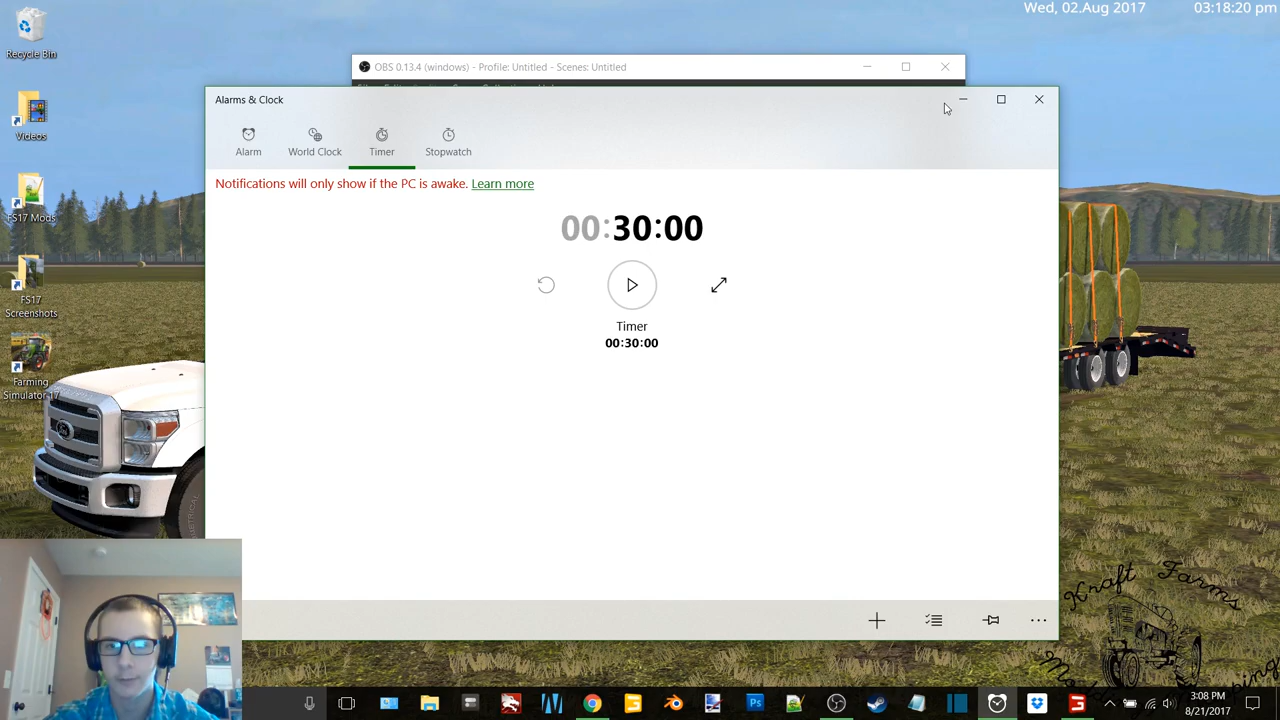 Wed, 02.Aug 2017 03:18:20 pm
Recycle Bin
OBS 0.13.4 (windows) - Profile: Untitled - Scenes: Untitled
Alarms & Clock
Videos
Alarm World Clock Timer Stopwatch
Notifications will only show if the PC is awake. Learn more
FS17 Mods
00:30:00
FS17
Screenshots
Timer
00:30:00
Farming
Simulator 17
Kraft Farms
3:08 PM
8/21/2017